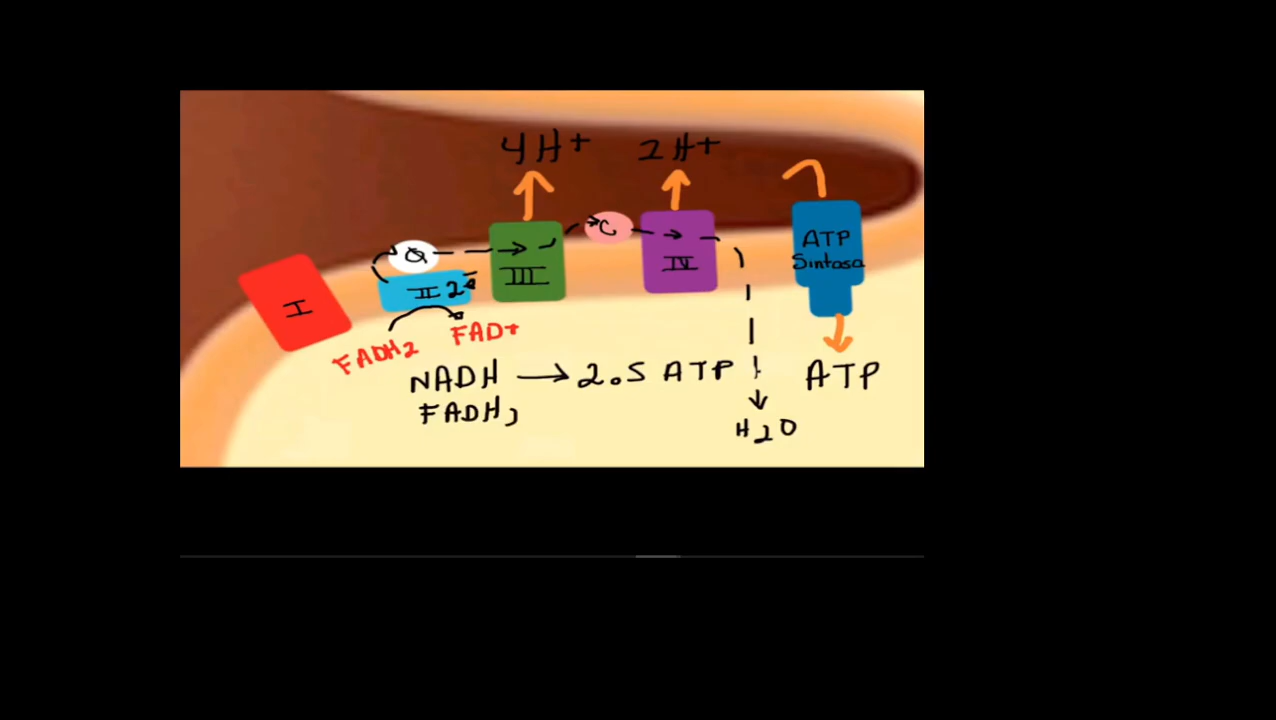 4H+
2H+
Q
C
I
II 2e
III
IV
ATP
Sintasa
FADH2
FAD+
NADH → 2.5 ATP
FADH2
ATP
H2O